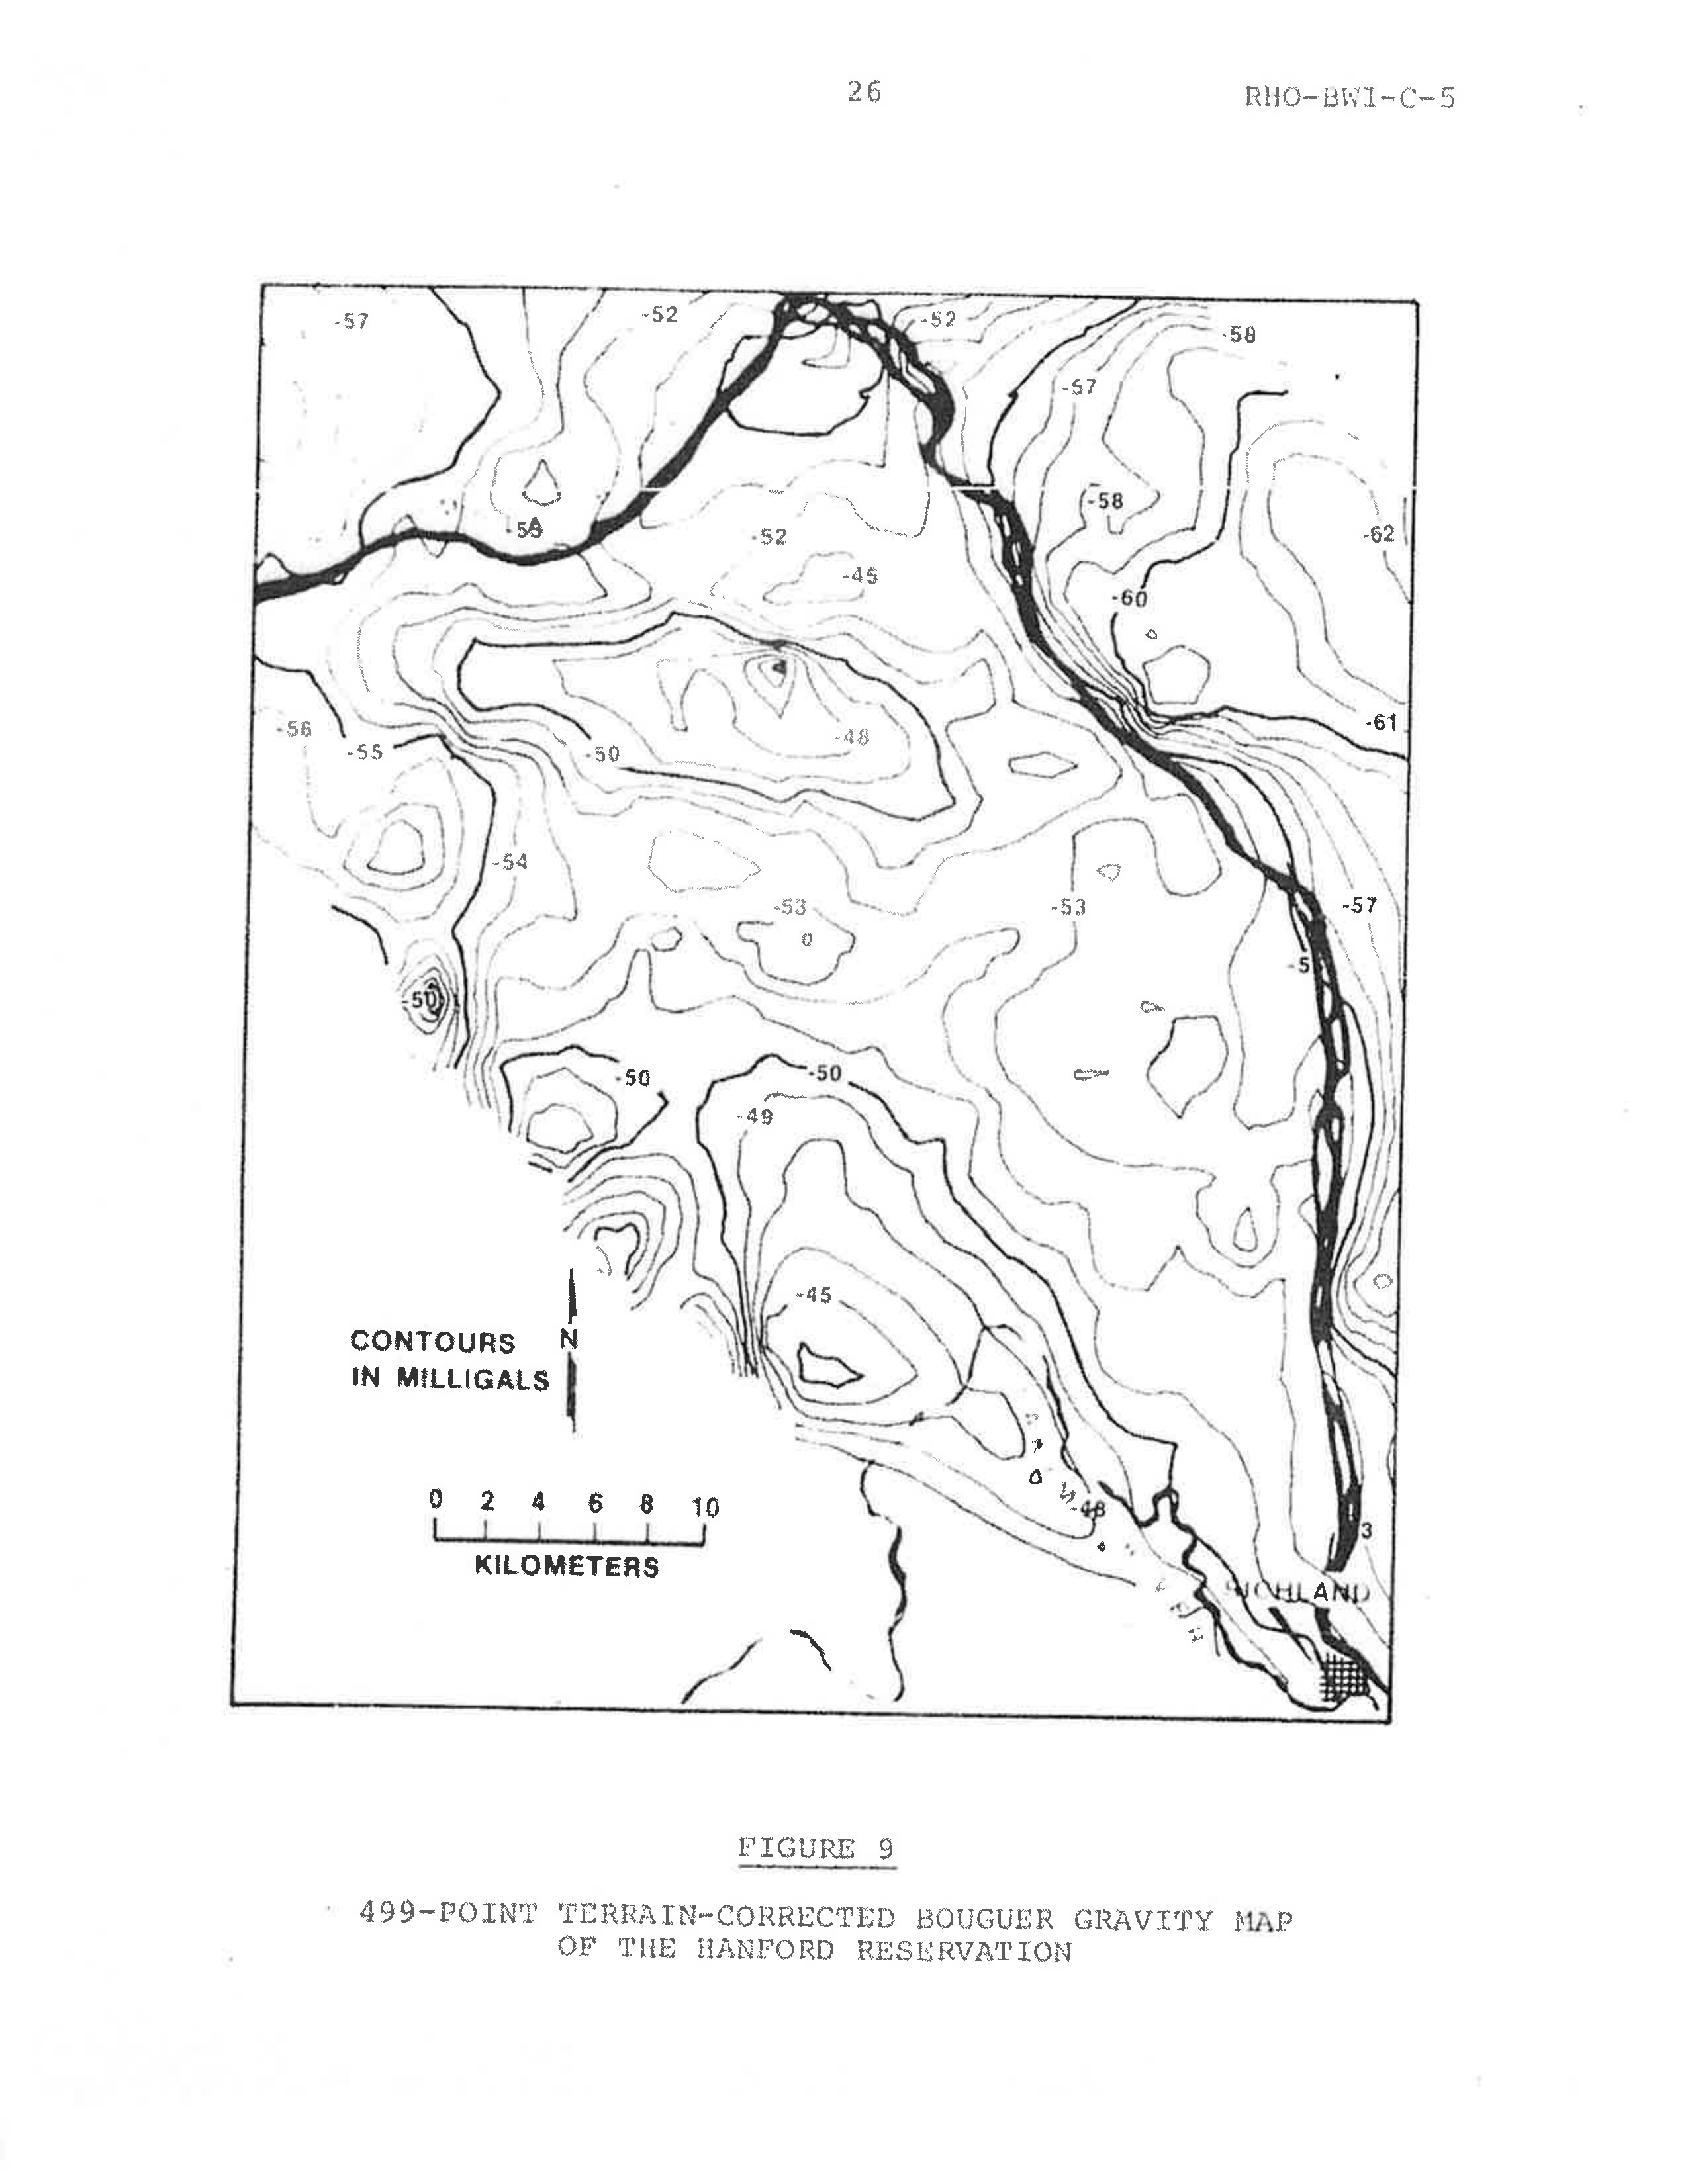 26
RHO-BWI-C-5
-57
-52
-52
-58
-57
-58
-62
-52
-45
-60
-61
-56
-55
-50
-48
-54
-53
-53
-57
-5
-50
-50
-50
-49
-45
CONTOURS
IN MILLIGALS
N
0 2 4 6 8 10
KILOMETERS
-48
3
RICHLAND
FIGURE 9
499-POINT TERRAIN-CORRECTED BOUGUER GRAVITY MAP
OF THE HANFORD RESERVATION